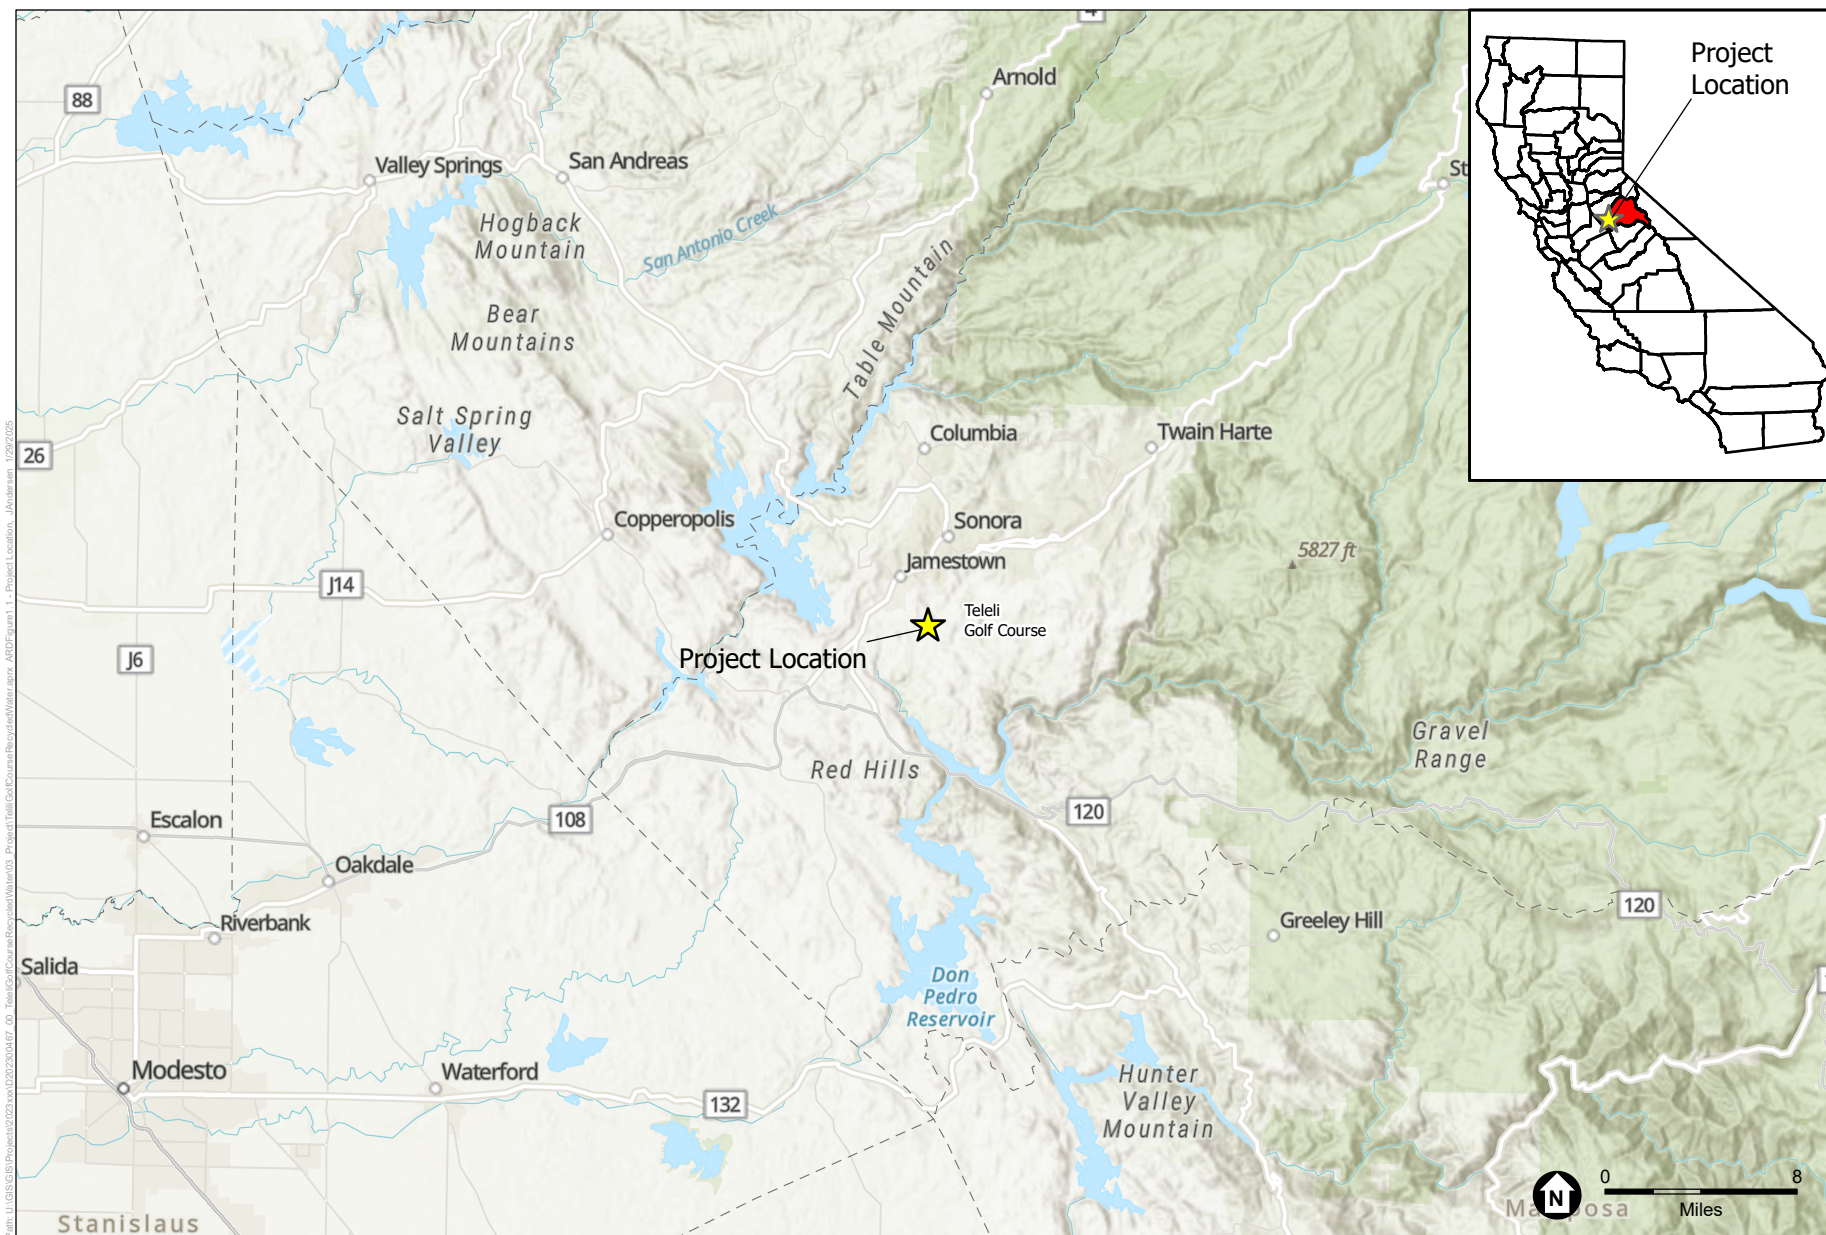 4
Arnold
Project
Location
88
Valley Springs
San Andreas
St
Hogback
Mountain
San Antonio Creek
Table Mountain
Bear
Mountains
Salt Spring
Valley
26
Columbia
Twain Harte
Copperopolis
Sonora
5827 ft
Jamestown
J14
Teleli
Golf Course
J6
Project Location
Gravel
Range
Red Hills
120
Escalon
108
Oakdale
120
Riverbank
Greeley Hill
Salida
Don
Pedro
Reservoir
Modesto
Waterford
Hunter
Valley
Mountain
132
N
0 8
Miles
Stanislaus